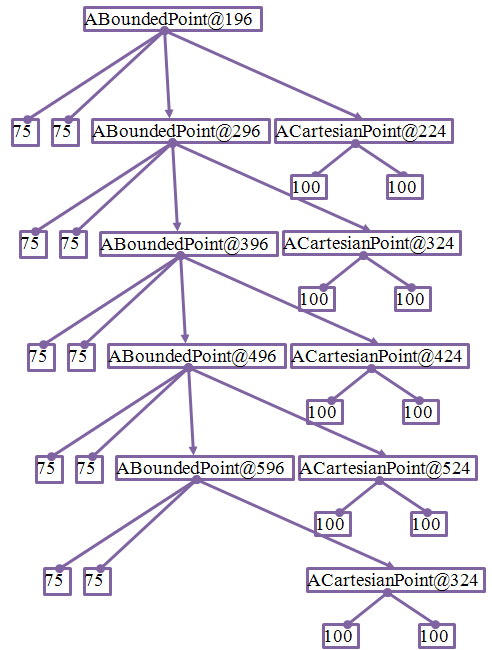 ABoundedPoint@196
75 75 ABoundedPoint@296 ACartesianPoint@224
100 100
75 75 ABoundedPoint@396 ACartesianPoint@324
100 100
75 75 ABoundedPoint@496 ACartesianPoint@424
100 100
75 75 ABoundedPoint@596 ACartesianPoint@524
100 100
75 75 ACartesianPoint@324
100 100